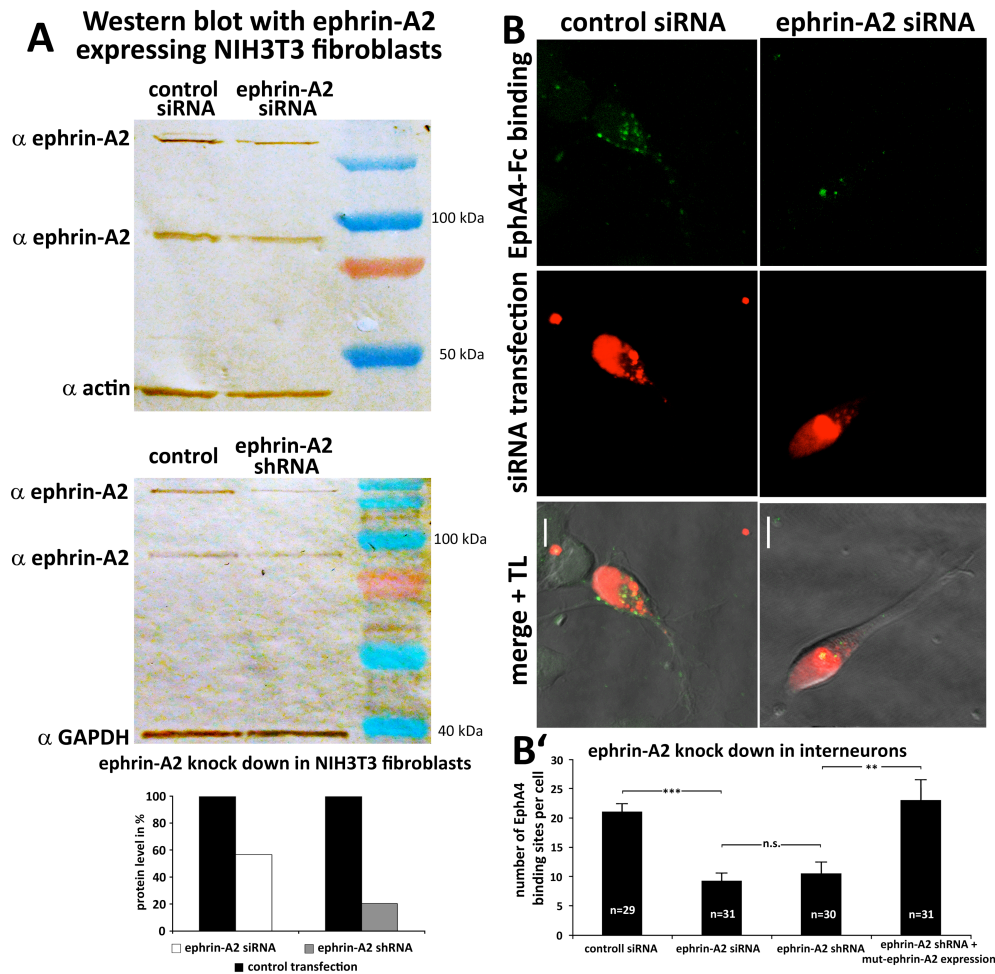 A
Western blot with ephrin-A2
expressing NIH3T3 fibroblasts
control
siRNA
ephrin-A2
siRNA
α ephrin-A2
100 kDa
α ephrin-A2
50 kDa
α actin
control
ephrin-A2
shRNA
α ephrin-A2
100 kDa
α ephrin-A2
40 kDa
α GAPDH
ephrin-A2 knock down in NIH3T3 fibroblasts
protein level in %
100
80
60
40
20
0
ephrin-A2 siRNA
ephrin-A2 shRNA
control transfection
B
control siRNA
ephrin-A2 siRNA
EphA4-Fc binding
siRNA transfection
merge + TL
B‘
ephrin-A2 knock down in interneurons
number of EphA4
binding sites per cell
30
25
20
15
10
5
0
***
n.s.
**
n=29
n=31
n=30
n=31
controll siRNA
ephrin-A2 siRNA
ephrin-A2 shRNA
ephrin-A2 shRNA +
mut-ephrin-A2 expression